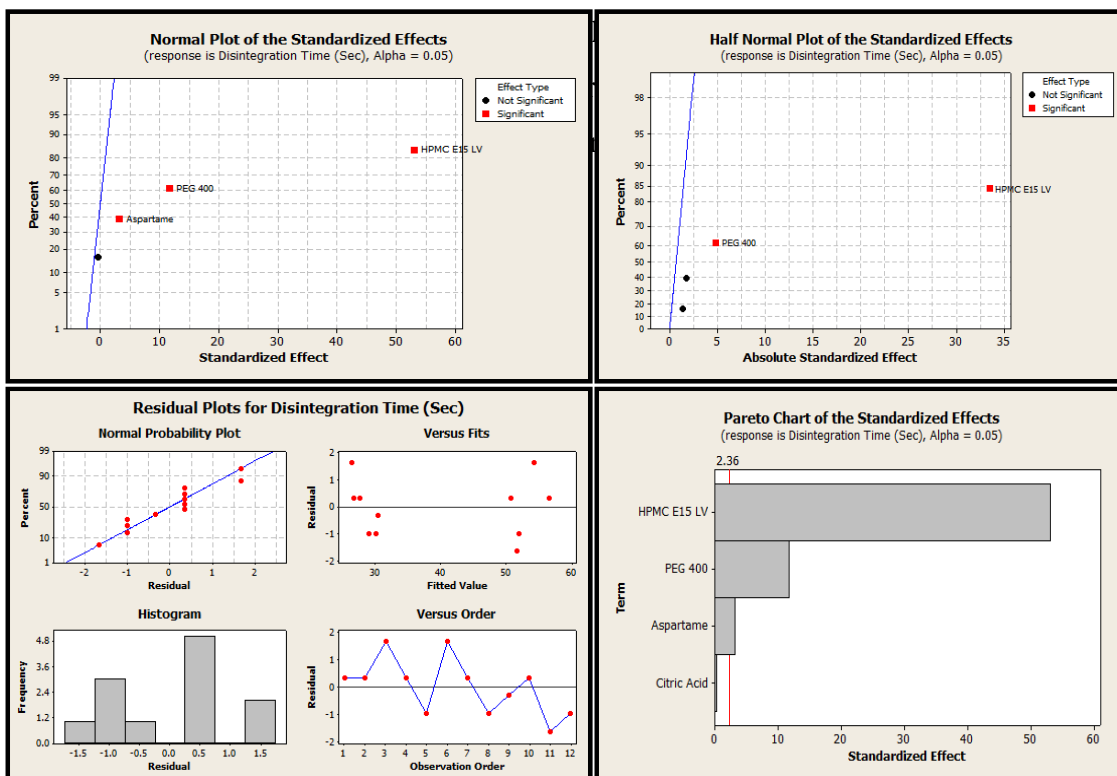 Normal Plot of the Standardized Effects
(response is Disintegration Time (Sec), Alpha = 0.05)
Effect Type
Not Significant
Significant
99
95
90
80
70
60
50
40
30
20
10
5
1
HPMC E15 LV
PEG 400
Aspartame
Percent
0
10
20
30
40
50
60
Standardized Effect
Half Normal Plot of the Standardized Effects
(response is Disintegration Time (Sec), Alpha = 0.05)
Effect Type
Not Significant
Significant
98
95
90
85
80
70
60
50
40
30
20
10
0
HPMC E15 LV
PEG 400
Percent
0
5
10
15
20
25
30
35
Absolute Standardized Effect
Residual Plots for Disintegration Time (Sec)
Normal Probability Plot
99
90
50
10
1
Percent
-2
-1
0
1
2
Residual
Versus Fits
2
1
0
-1
-2
Residual
30
40
50
60
Fitted Value
Histogram
4.8
3.6
2.4
1.2
0.0
Frequency
-1.5
-1.0
-0.5
0.0
0.5
1.0
1.5
Residual
Versus Order
2
1
0
-1
-2
Residual
1
2
3
4
5
6
7
8
9
10
11
12
Observation Order
Pareto Chart of the Standardized Effects
(response is Disintegration Time (Sec), Alpha = 0.05)
2.36
HPMC E15 LV
PEG 400
Aspartame
Citric Acid
Term
0
10
20
30
40
50
60
Standardized Effect